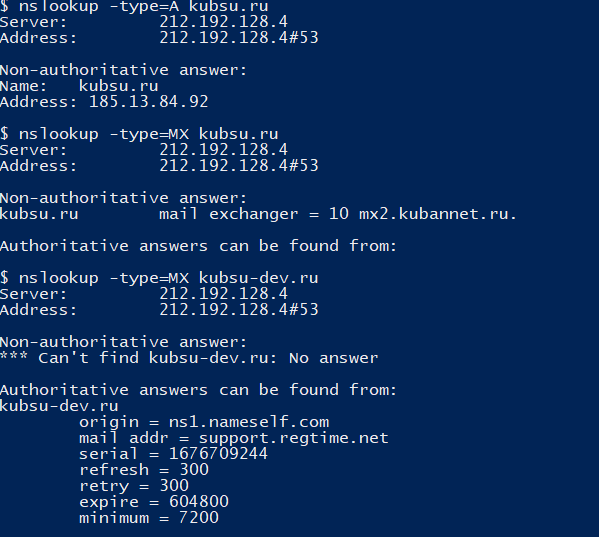 $ nslookup -type=A kubsu.ru
Server:         212.192.128.4
Address:        212.192.128.4#53

Non-authoritative answer:
Name:   kubsu.ru
Address: 185.13.84.92

$ nslookup -type=MX kubsu.ru
Server:         212.192.128.4
Address:        212.192.128.4#53

Non-authoritative answer:
kubsu.ru        mail exchanger = 10 mx2.kubannet.ru.

Authoritative answers can be found from:

$ nslookup -type=MX kubsu-dev.ru
Server:         212.192.128.4
Address:        212.192.128.4#53

Non-authoritative answer:
*** Can't find kubsu-dev.ru: No answer

Authoritative answers can be found from:
kubsu-dev.ru
        origin = ns1.nameself.com
        mail addr = support.regtime.net
        serial = 1676709244
        refresh = 300
        retry = 300
        expire = 604800
        minimum = 7200